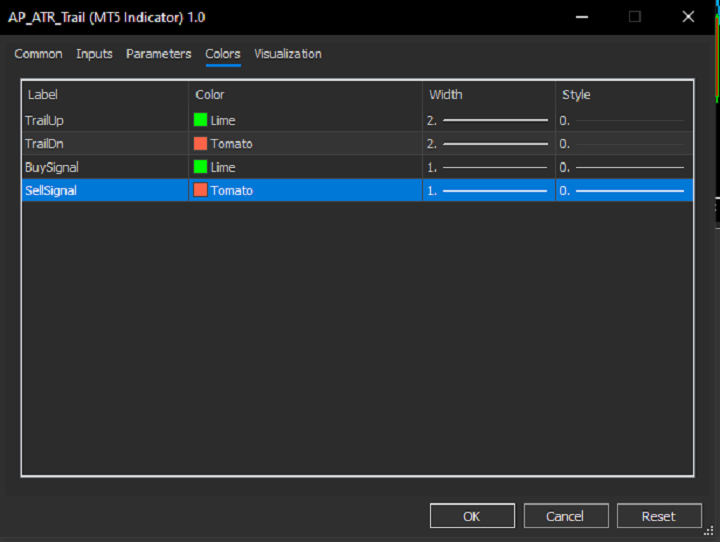 AP_ATR_Trail (MT5 Indicator) 1.0
Common Inputs Parameters Colors Visualization
Label Color Width Style
TrailUp Lime 2. 0.
TrailDn Tomato 2. 0.
BuySignal Lime 1. 0.
SellSignal Tomato 1. 0.
OK Cancel Reset